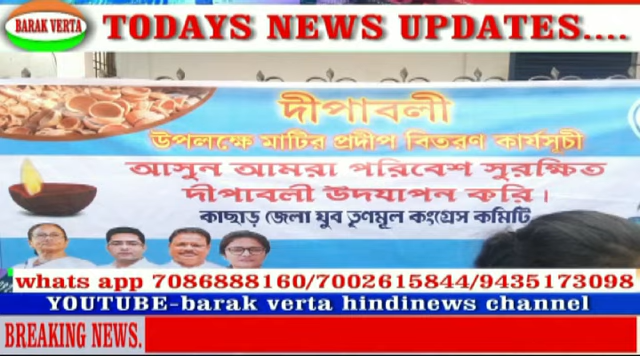 BARAK VERTA
TODAYS NEWS UPDATES....
দীপাবলী
উপলক্ষে মাটির প্রদীপ বিতরণ কার্যসূচী
আসুন আমরা পরিবেশ সুরক্ষিত
দীপাবলী উদযাপন করি।
কাছাড় জেলা যুব তৃণমূল কংগ্রেস কমিটি
whats app 7086888160/7002615844/9435173098
YOUTUBE-barak verta hindinews channel
BREAKING NEWS.